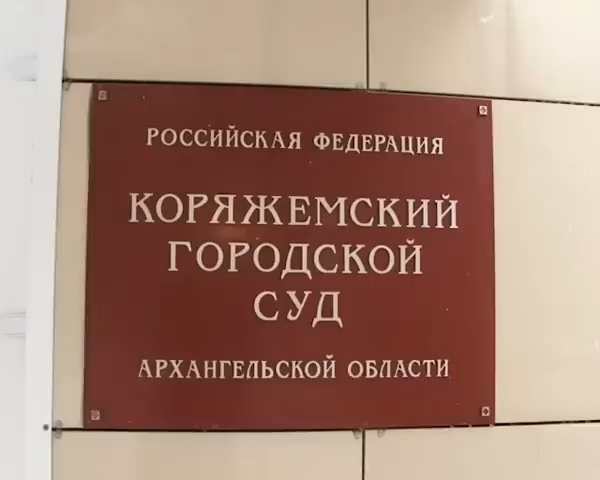 РОССИЙСКАЯ ФЕДЕРАЦИЯ
КОРЯЖЕМСКИЙ
ГОРОДСКОЙ
СУД
АРХАНГЕЛЬСКОЙ ОБЛАСТИ